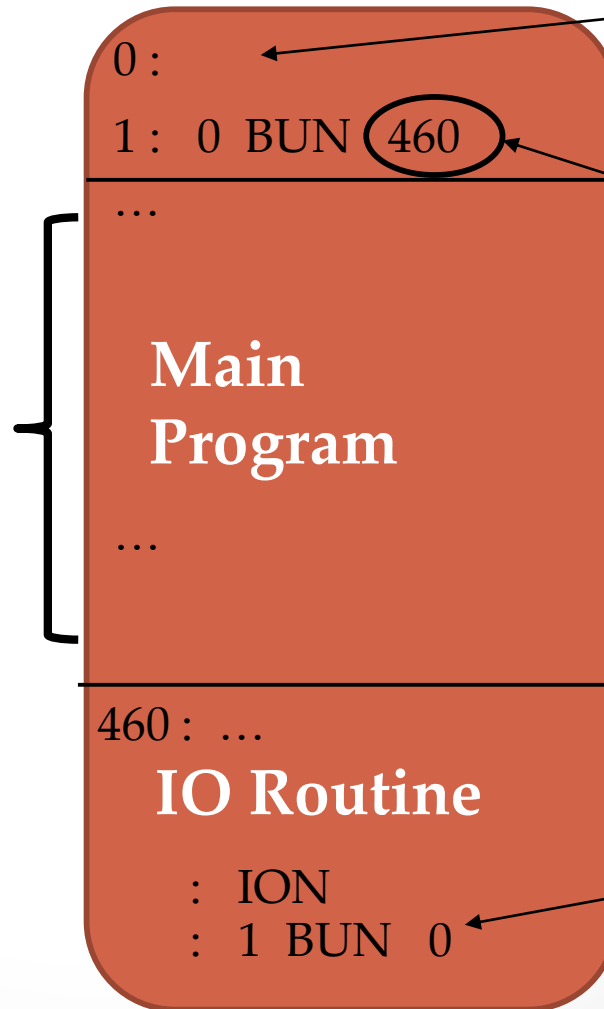 0 :
1 : 0 BUN 460
…
Main
Program
…
460 : …
IO Routine
: ION
: 1 BUN 0